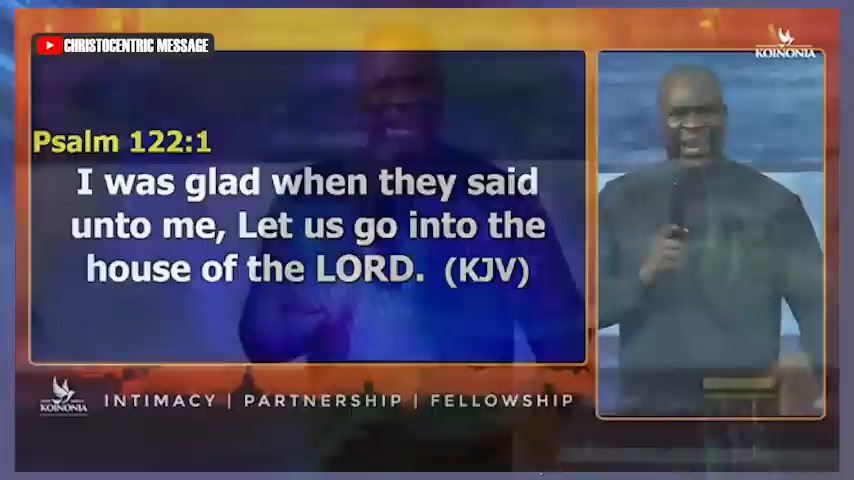 CHRISTOCENTRIC MESSAGE
KOINONIA
Psalm 122:1
I was glad when they said
unto me, Let us go into the
house of the LORD. (KJV)
KOINONIA
INTIMACY | PARTNERSHIP | FELLOWSHIP